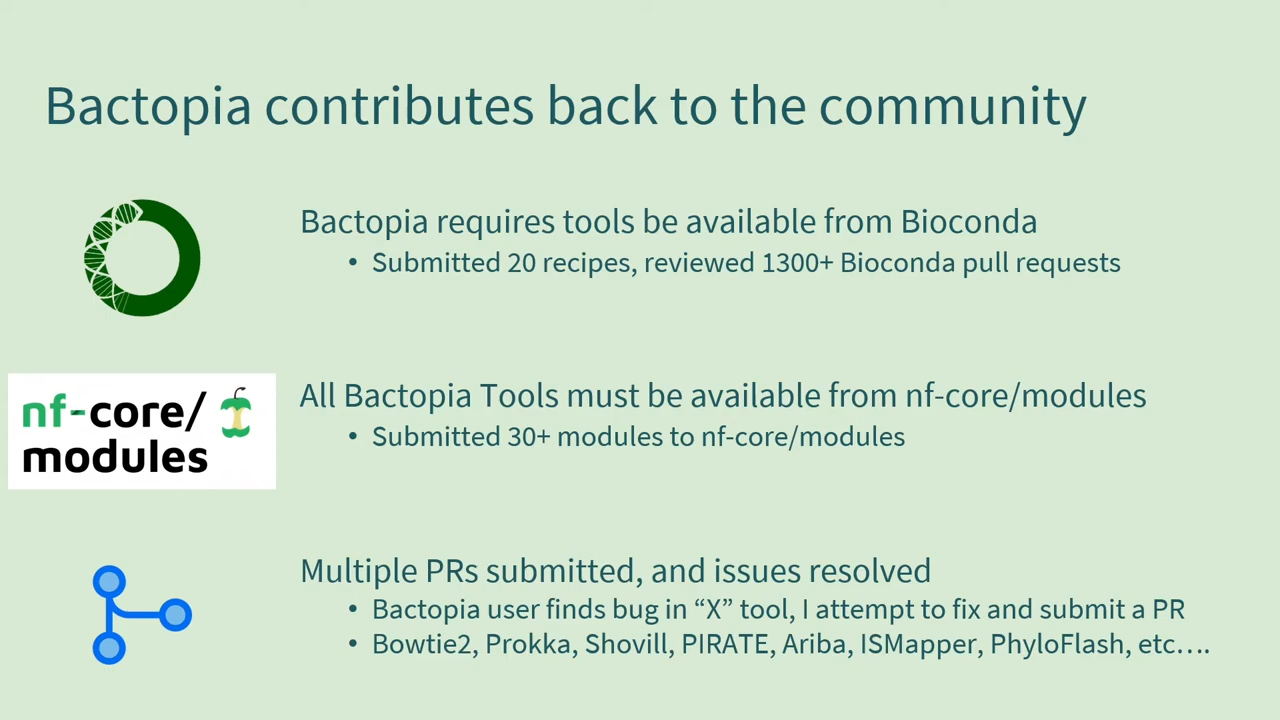 Bactopia contributes back to the community
Bactopia requires tools be available from Bioconda
• Submitted 20 recipes, reviewed 1300+ Bioconda pull requests
nf-core/
modules
All Bactopia Tools must be available from nf-core/modules
• Submitted 30+ modules to nf-core/modules
Multiple PRs submitted, and issues resolved
• Bactopia user finds bug in “X” tool, I attempt to fix and submit a PR
• Bowtie2, Prokka, Shovill, PIRATE, Ariba, ISMapper, PhyloFlash, etc….